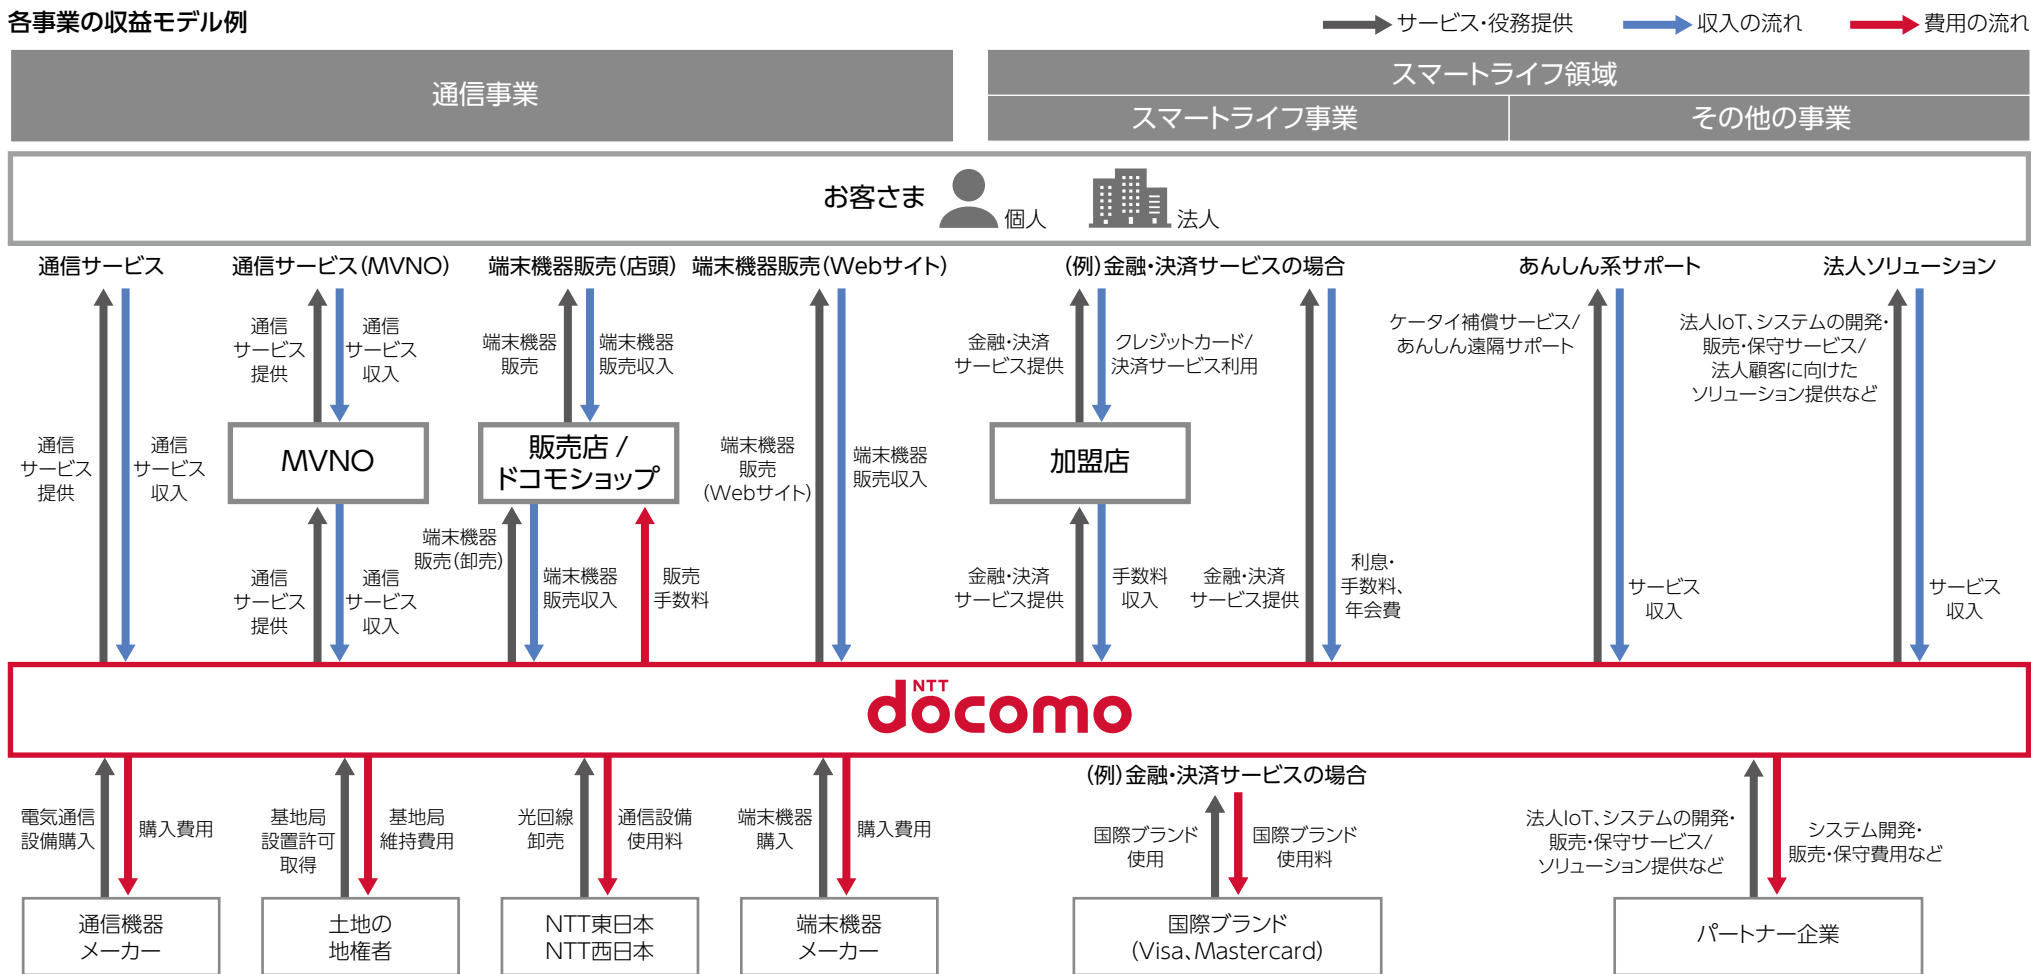 各事業の収益モデル例
サービス・役務提供
収入の流れ
費用の流れ
通信事業
スマートライフ領域
スマートライフ事業
その他の事業
お客さま
個人
法人
通信サービス
通信サービス(MVNO)
端末機器販売(店頭)
端末機器販売(Webサイト)
(例)金融・決済サービスの場合
あんしん系サポート
法人ソリューション
通信
サービス
提供
通信
サービス
収入
通信
サービス
提供
通信
サービス
収入
MVNO
通信
サービス
提供
通信
サービス
収入
端末機器
販売
端末機器
販売収入
販売店 /
ドコモショップ
端末機器
販売(卸売)
端末機器
販売収入
販売
手数料
端末機器
販売
(Webサイト)
端末機器
販売収入
金融・決済
サービス提供
クレジットカード/
決済サービス利用
加盟店
金融・決済
サービス提供
手数料
収入
金融・決済
サービス提供
利息・
手数料、
年会費
ケータイ補償サービス/
あんしん遠隔サポート
サービス
収入
法人IoT、システムの開発・
販売・保守サービス/
法人顧客に向けた
ソリューション提供など
サービス
収入
NTT
docomo
電気通信
設備購入
購入費用
通信機器
メーカー
基地局
設置許可
取得
基地局
維持費用
土地の
地権者
光回線
卸売
通信設備
使用料
NTT東日本
NTT西日本
端末機器
購入
購入費用
端末機器
メーカー
(例)金融・決済サービスの場合
国際ブランド
使用
国際ブランド
使用料
国際ブランド
(Visa、Mastercard)
法人IoT、システムの開発・
販売・保守サービス/
ソリューション提供など
システム開発・
販売・保守費用など
パートナー企業